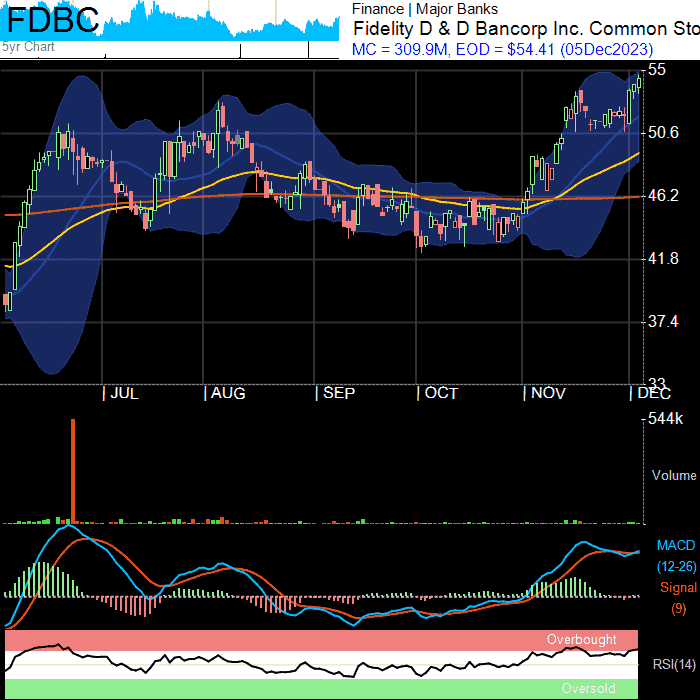 FDBC
5yr Chart
Finance | Major Banks
Fidelity D & D Bancorp Inc. Common Sto
MC = 309.9M, EOD = $54.41 (05Dec2023)
55
50.6
46.2
41.8
37.4
33
JUL AUG SEP OCT NOV DEC
544k
Volume
MACD
(12-26)
Signal
(9)
Overbought
RSI(14)
Oversold